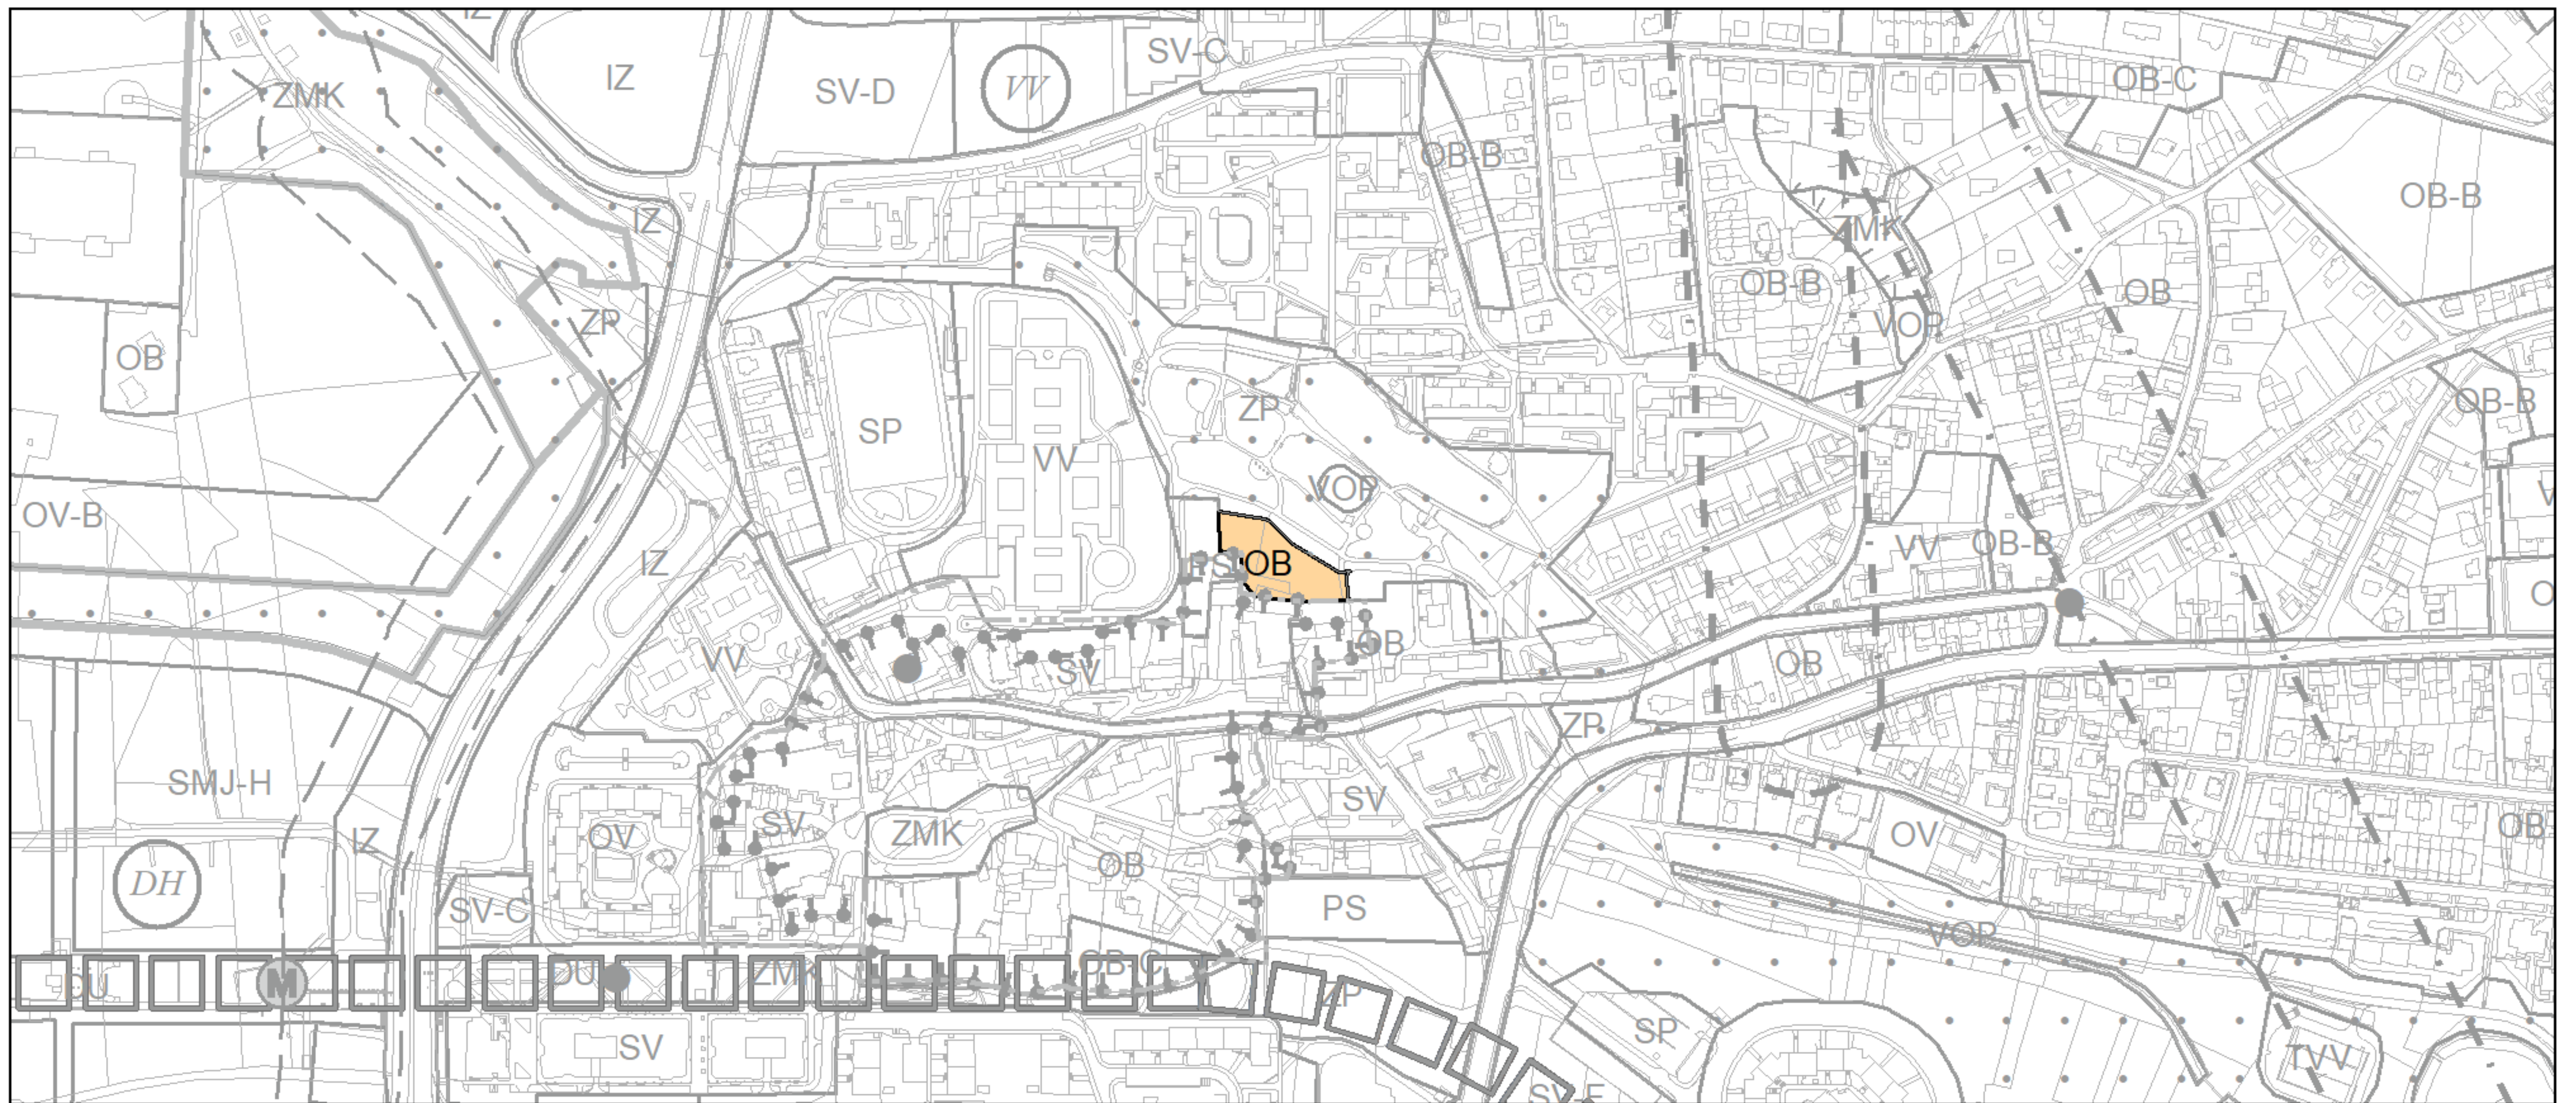 IZ
SV-C
IZ
SV-D
VV
OB-C
ZMK
OB-B
OB-B
IZ
ZMK
OB-B
OB
ZP
VOP
OB
OB-B
ZP
SP
VV
VOP
OV-B
VV
OB-B
IZ
PS
OB
OB
VV
SV
OB
ZP
SMJ-H
SV
SV
OV
ZMK
OV
IZ
OB
DH
SV-C
PS
VOP
OB-C
DU
M
DU
ZMK
ZP
SV
SP
TVV